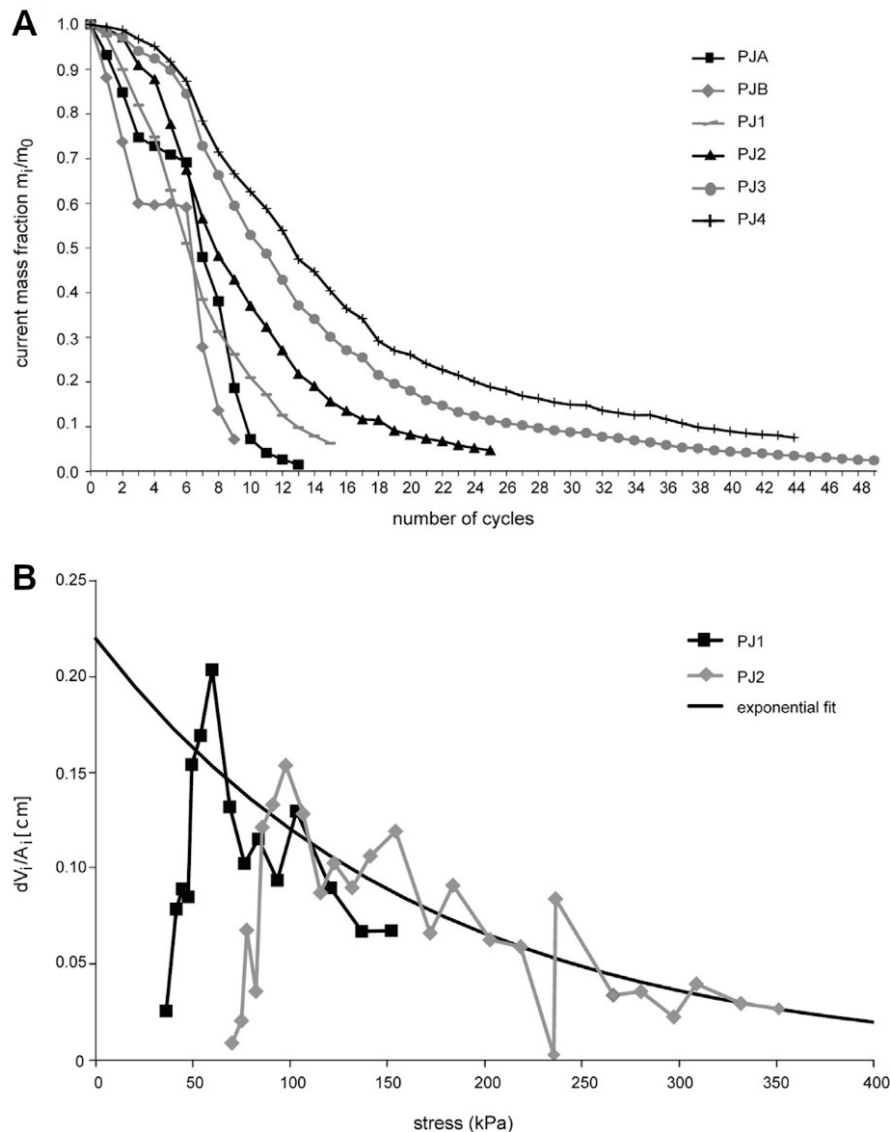 A
1.0
0.9
0.8
0.7
0.6
0.5
0.4
0.3
0.2
0.1
0.0
current mass fraction mi/m0
PJA
PJB
PJ1
PJ2
PJ3
PJ4
0 2 4 6 8 10 12 14 16 18 20 22 24 26 28 30 32 34 36 38 40 42 44 46 48
number of cycles
B
0.25
0.20
0.15
0.10
0.05
0
dVi/Ai[cm]
PJ1
PJ2
exponential fit
0 50 100 150 200 250 300 350 400
stress (kPa)